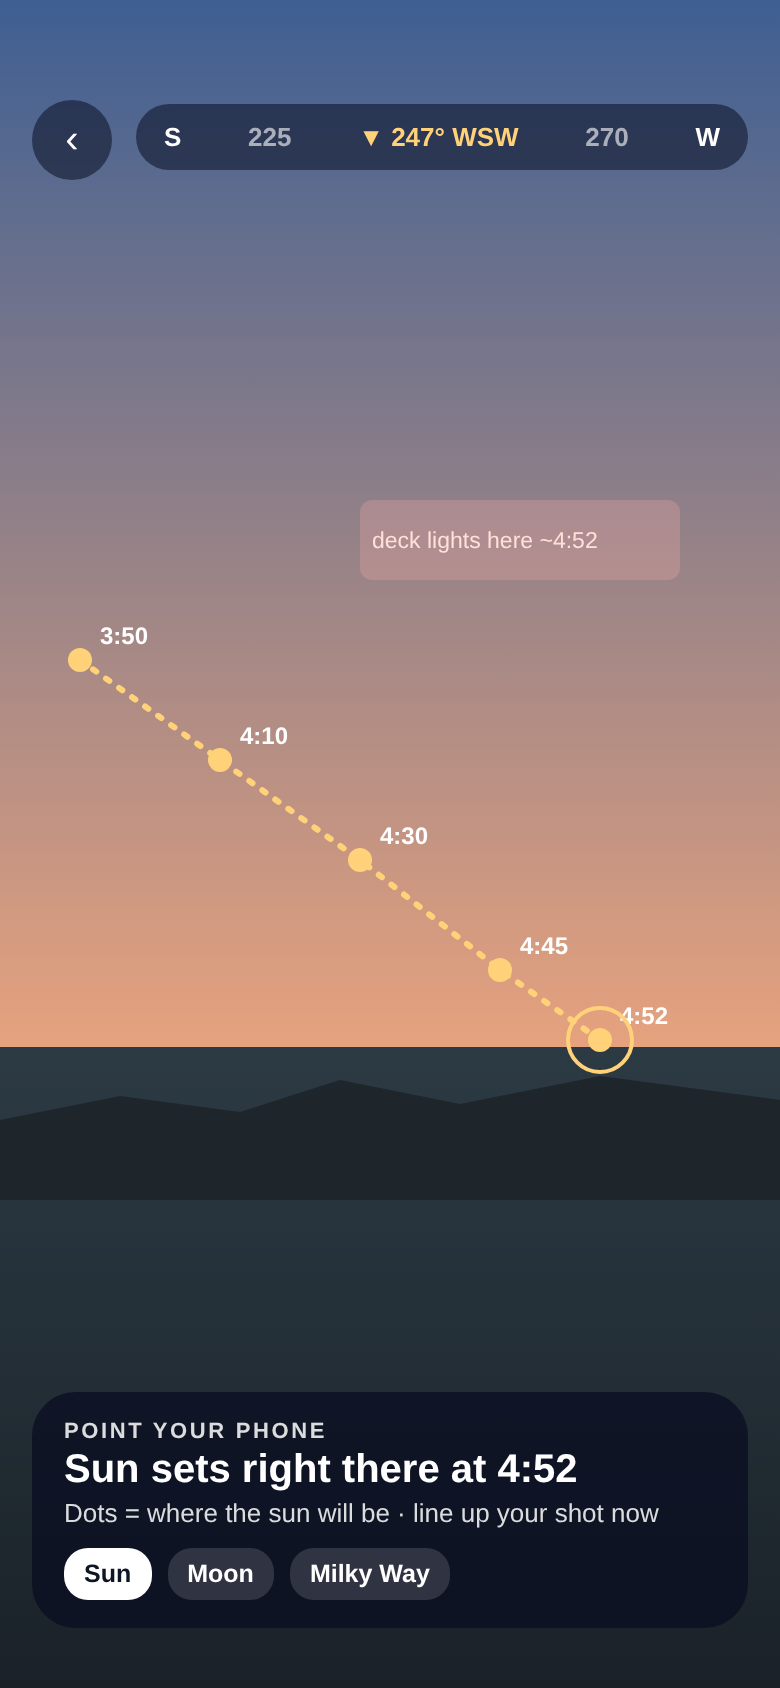 ‹
S 225 ▼ 247° WSW 270 W
deck lights here ~4:52
3:50
4:10
4:30
4:45
4:52
POINT YOUR PHONE
Sun sets right there at 4:52
Dots = where the sun will be · line up your shot now
Sun Moon Milky Way